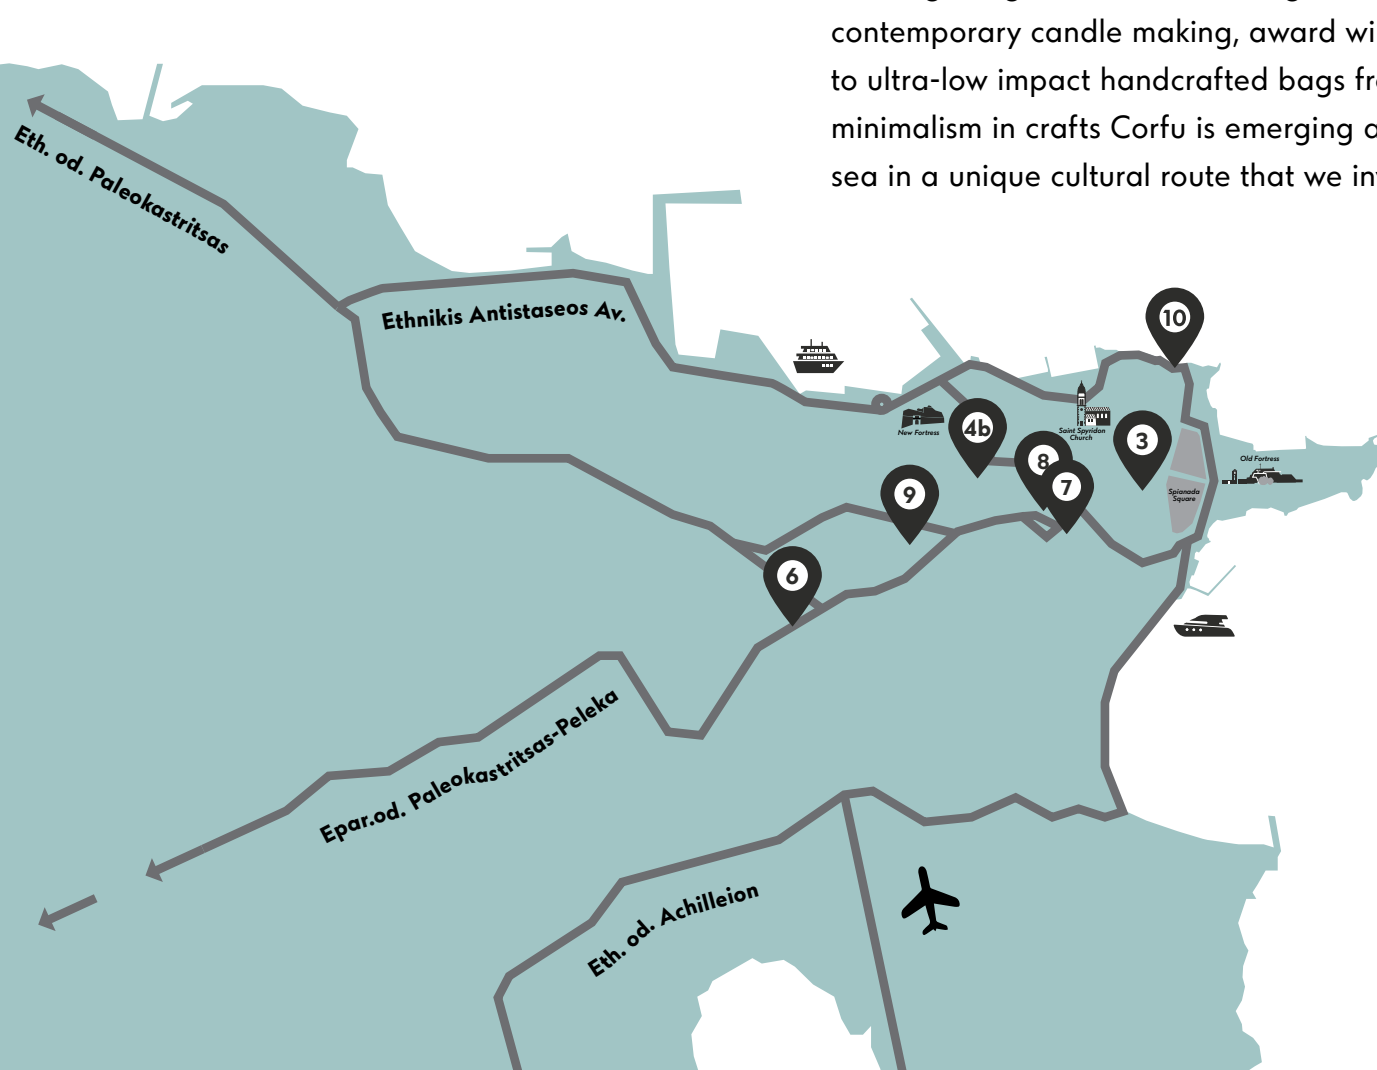 contemporary candle making, award wi
to ultra-low impact handcrafted bags fr
minimalism in crafts Corfu is emerging a
sea in a unique cultural route that we in
Eth. od. Paleokastritsas
Ethnikis Antistaseos Av.
10
4b
New Fortress
Saint Spyridon
Church
3
8
7
9
Old Fortress
Spianada
Square
6
Epar.od. Paleokastritsas-Peleka
Eth. od. Achilleion